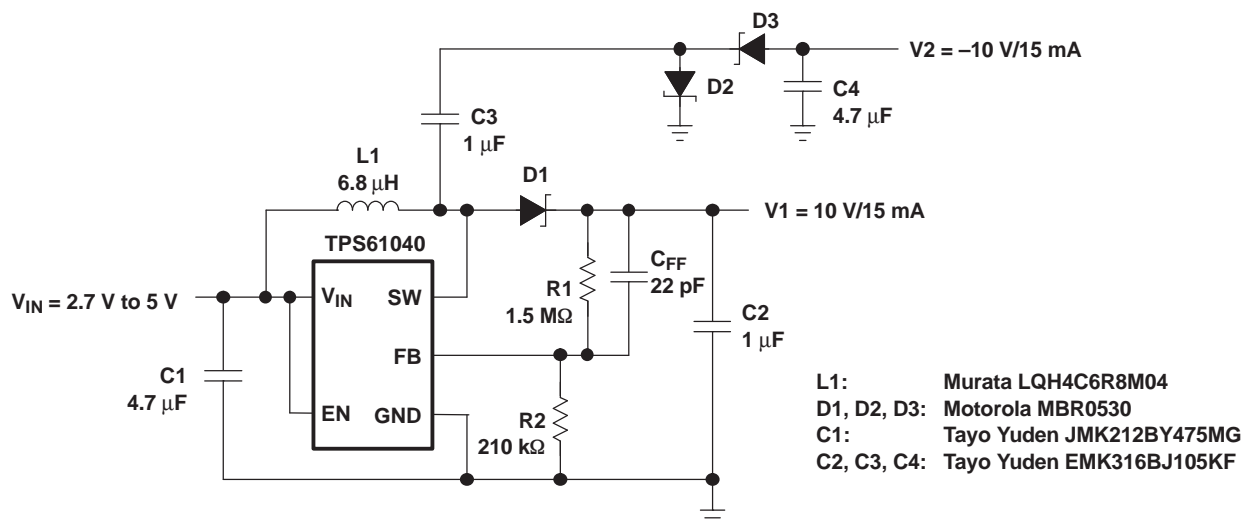 D3
V2 = –10 V/15 mA
D2
C4
4.7 μF
C3
1 μF
L1
6.8 μH
D1
V1 = 10 V/15 mA
TPS61040
CFF
22 pF
VIN = 2.7 V to 5 V
VIN
SW
R1
1.5 MΩ
C2
1 μF
FB
C1
4.7 μF
EN
GND
R2
210 kΩ
L1: Murata LQH4C6R8M04
D1, D2, D3: Motorola MBR0530
C1: Tayo Yuden JMK212BY475MG
C2, C3, C4: Tayo Yuden EMK316BJ105KF